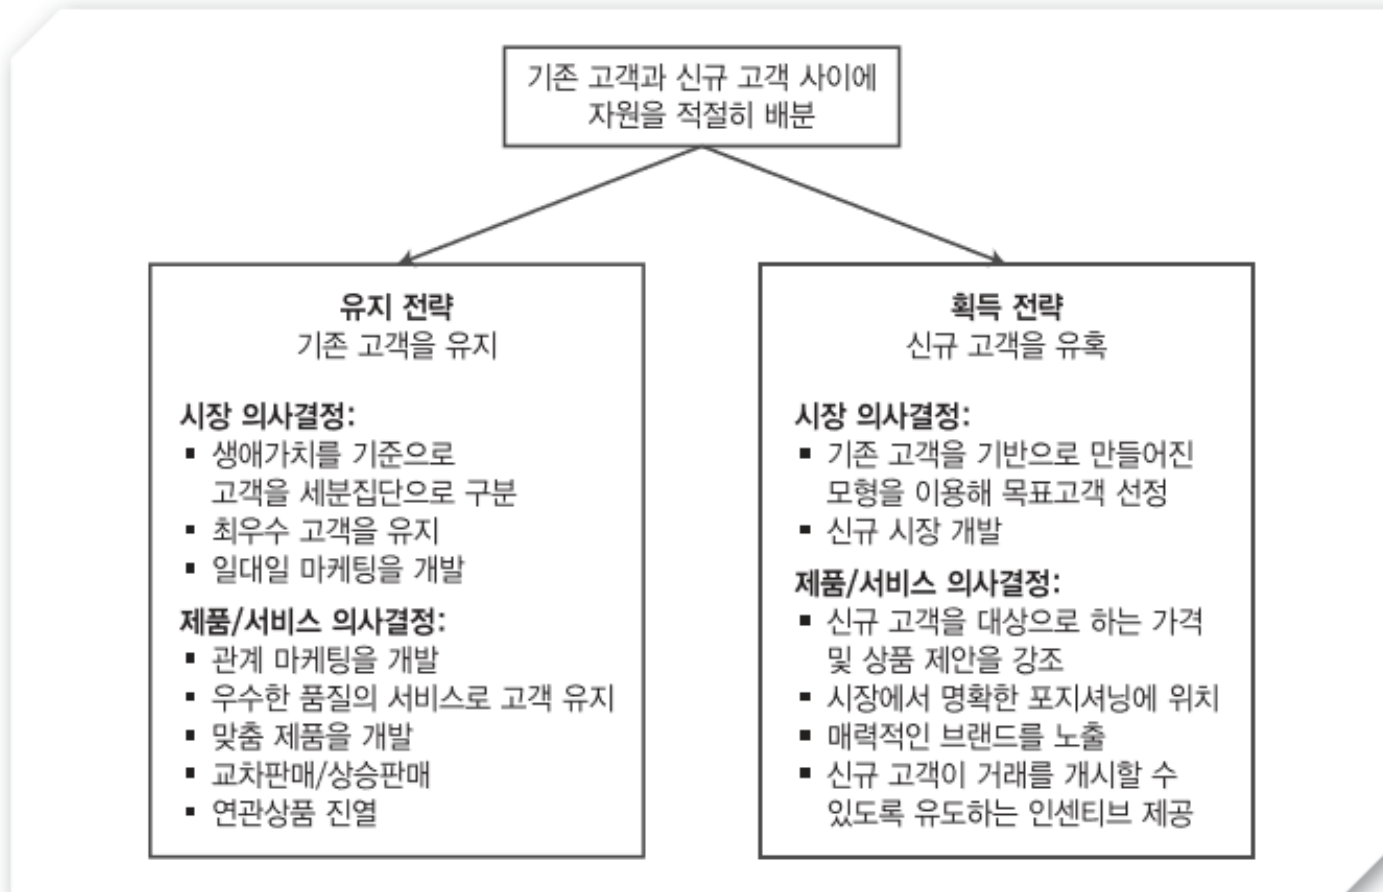 기존 고객과 신규 고객 사이에
자원을 적절히 배분
유지 전략
기존 고객을 유지
시장 의사결정:
▪ 생애가치를 기준으로
고객을 세분집단으로 구분
▪ 최우수 고객을 유지
▪ 일대일 마케팅을 개발
제품/서비스 의사결정:
▪ 관계 마케팅을 개발
▪ 우수한 품질의 서비스로 고객 유지
▪ 맞춤 제품을 개발
▪ 교차판매/상승판매
▪ 연관상품 진열
획득 전략
신규 고객을 유혹
시장 의사결정:
▪ 기존 고객을 기반으로 만들어진
모형을 이용해 목표고객 선정
▪ 신규 시장 개발
제품/서비스 의사결정:
▪ 신규 고객을 대상으로 하는 가격
및 상품 제안을 강조
▪ 시장에서 명확한 포지셔닝에 위치
▪ 매력적인 브랜드를 노출
▪ 신규 고객이 거래를 개시할 수
있도록 유도하는 인센티브 제공